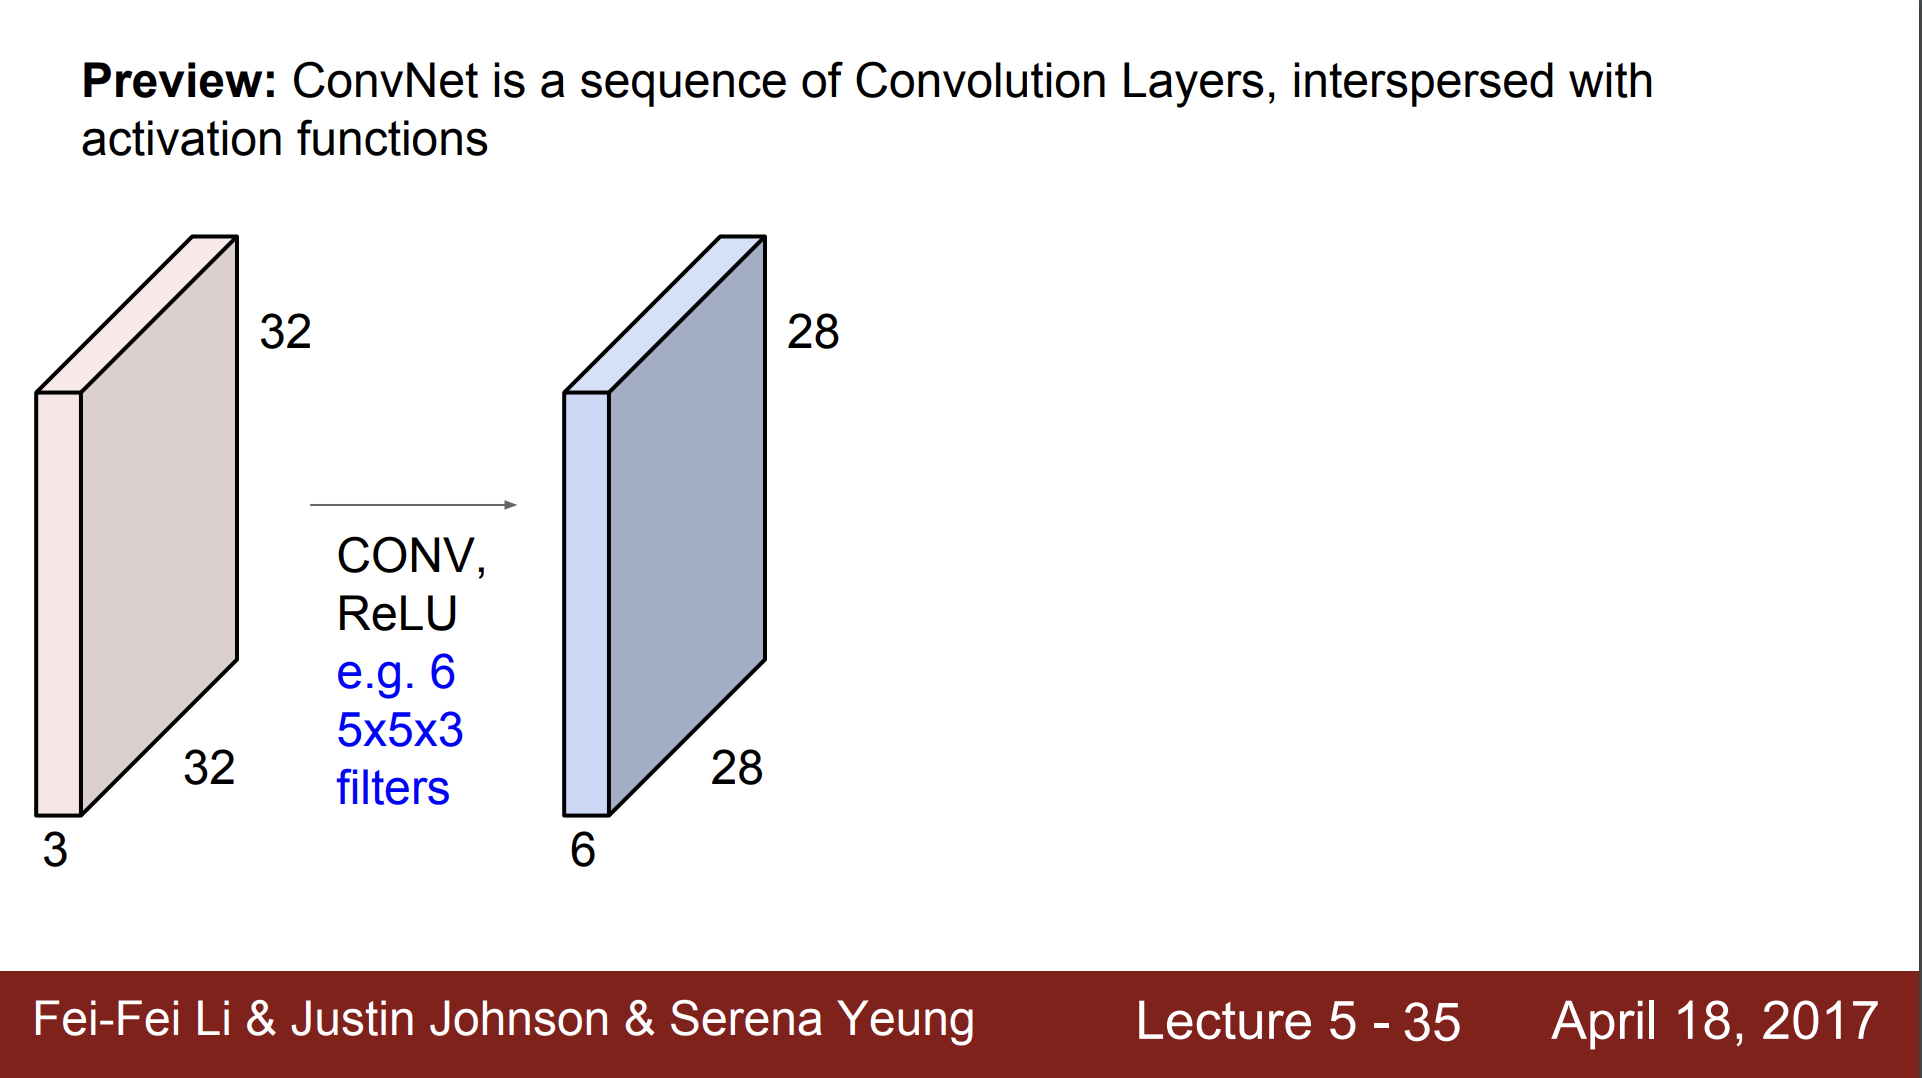 Preview: ConvNet is a sequence of Convolution Layers, interspersed with
activation functions
32
32
3
CONV,
ReLU
e.g. 6
5x5x3
filters
28
28
6
Fei-Fei Li & Justin Johnson & Serena Yeung
Lecture 5 - 35
April 18, 2017